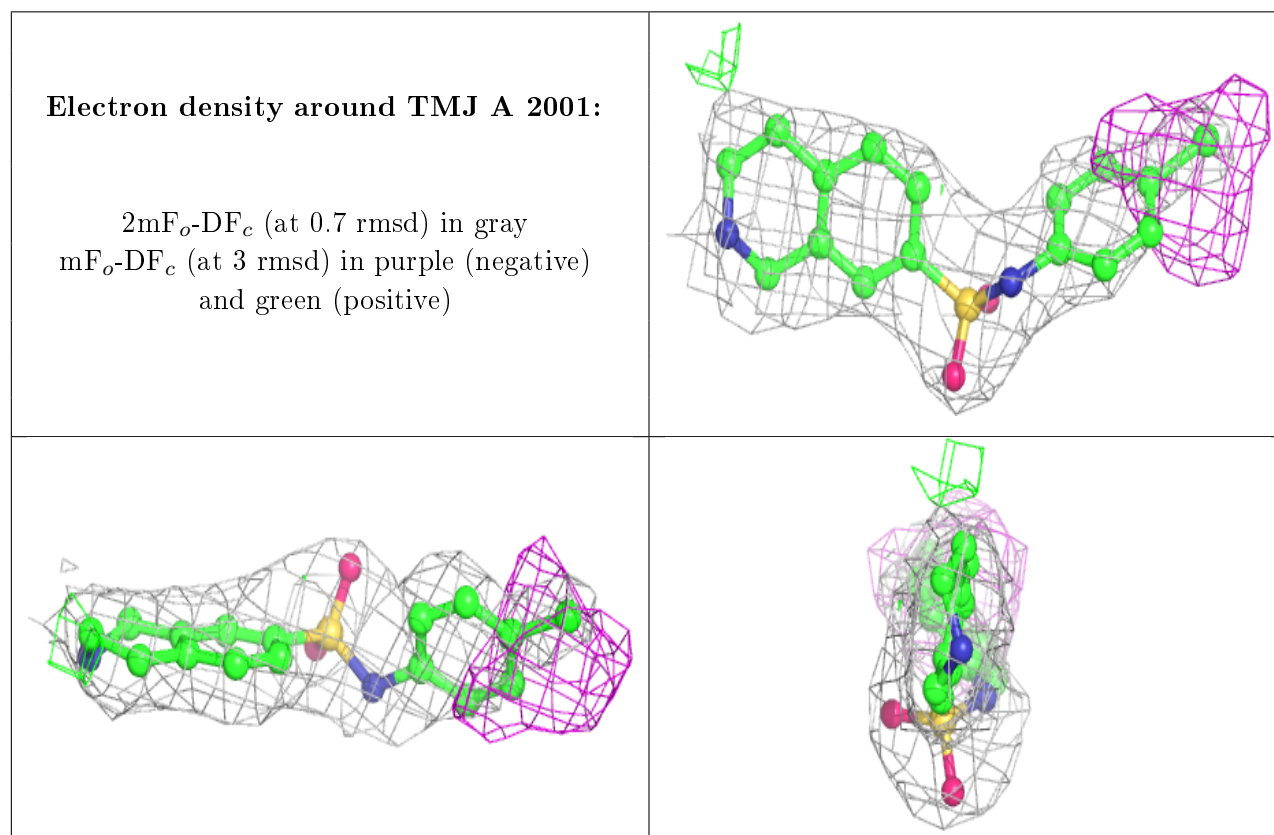 Electron density around TMJ A 2001:
2mFo-DFc (at 0.7 rmsd) in gray
mFo-DFc (at 3 rmsd) in purple (negative)
and green (positive)